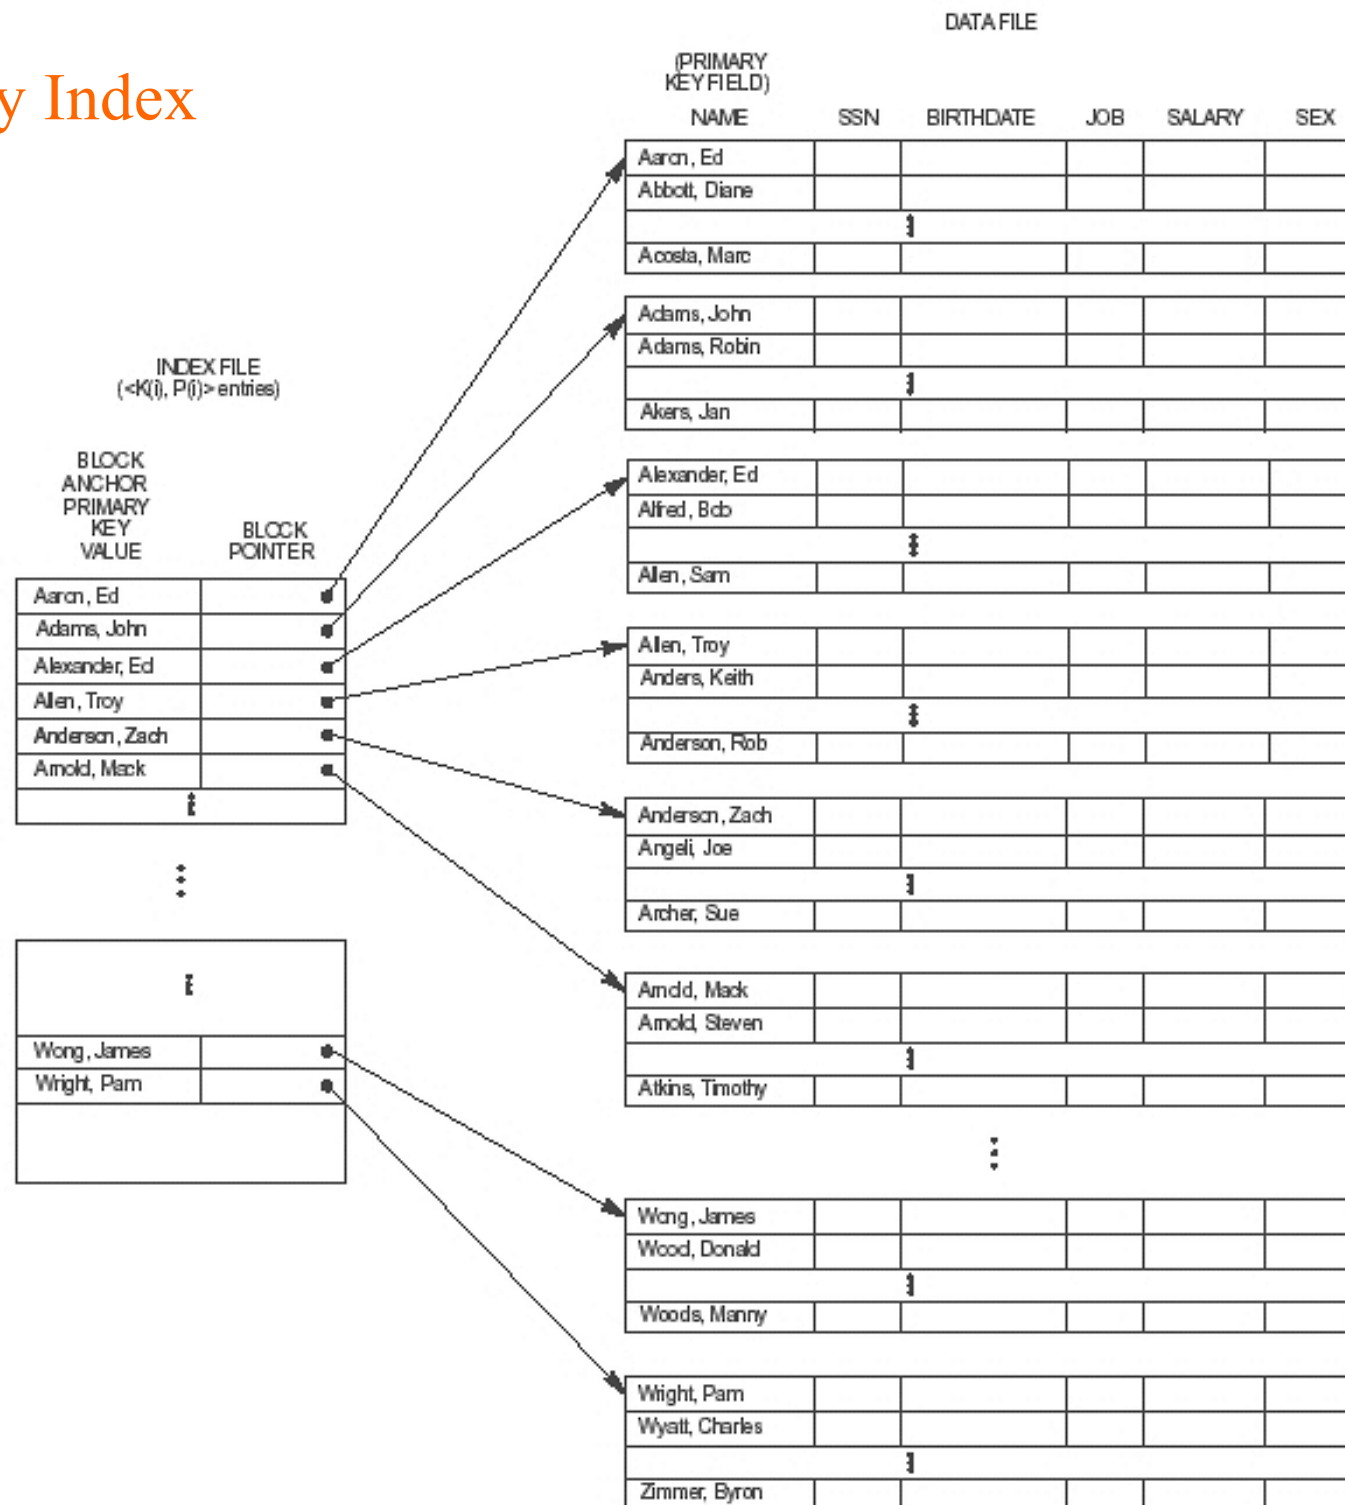 y Index
DATA FILE
(PRIMARY
KEY FIELD)
NAME SSN BIRTHDATE JOB SALARY SEX
Aaron, Ed
Abbott, Diane
Acosta, Marc
Adams, John
Adams, Robin
Akers, Jan
Alexander, Ed
Alfred, Bob
Allen, Sam
Allen, Troy
Anders, Keith
Anderson, Rob
Anderson, Zach
Angeli, Joe
Archer, Sue
Arnold, Mack
Arnold, Steven
Atkins, Timothy
Wong, James
Wood, Donald
Woods, Manny
Wright, Pam
Wyatt, Charles
Zimmer, Byron
INDEX FILE
(<K(i), P(i)> entries)
BLOCK
ANCHOR
PRIMARY
KEY
VALUE
BLOCK
POINTER
Aaron, Ed
Adams, John
Alexander, Ed
Allen, Troy
Anderson, Zach
Arnold, Mack
Wong, James
Wright, Pam